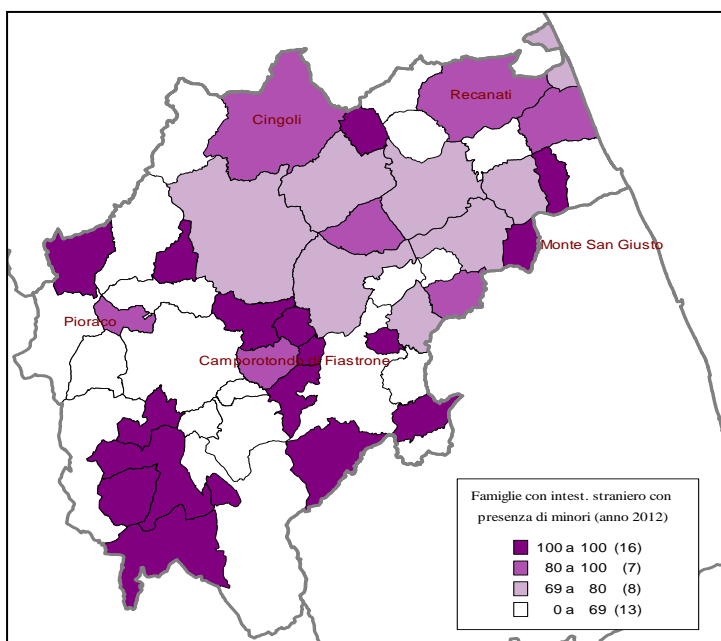 Recanati
Cingoli
Monte San Giusto
Pioraco
Camporotondo di Fiastrone
Famiglie con intest. straniero con
presenza di minori (anno 2012)
100 a 100 (16)
80 a 100 (7)
69 a 80 (8)
0 a 69 (13)